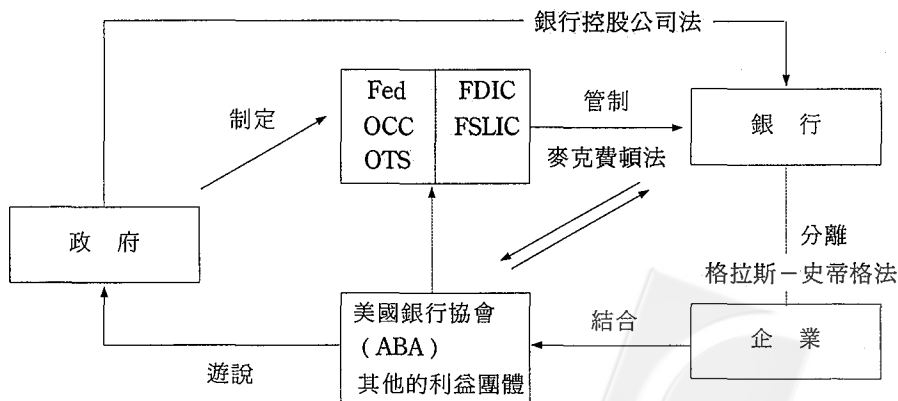 銀行控股公司法
Fed FDIC
OCC FSLIC
OTS
制定
管制
麥克費頓法
銀 行
政 府
分離
格拉斯－史帝格法
美國銀行協會
(ABA)
其他的利益團體
結合
企 業
遊說